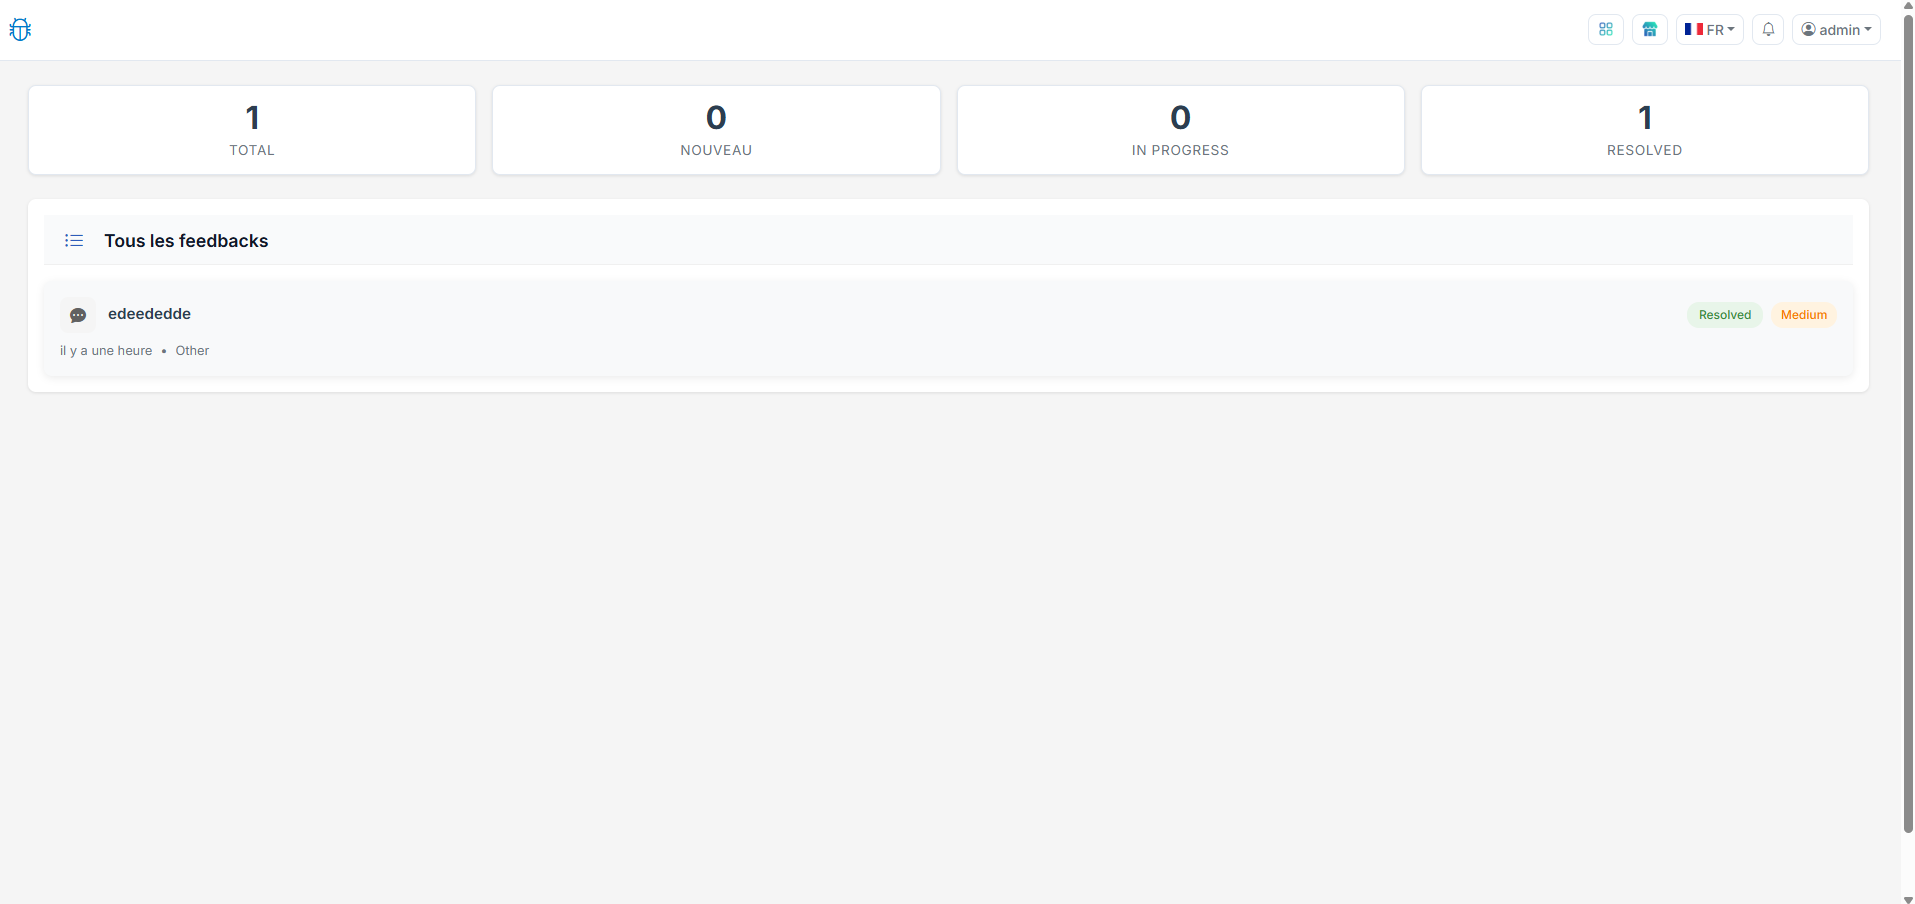 FR
admin
1
TOTAL
0
NOUVEAU
0
IN PROGRESS
1
RESOLVED
Tous les feedbacks
edeededde
Resolved
Medium
il y a une heure • Other